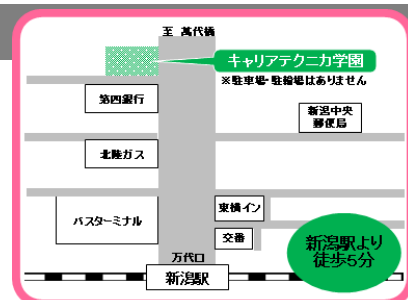 至 萬代橋
キャリアテクニカ学園
※駐車場・駐輪場はありません
第四銀行
新潟中央
郵便局
北陸ガス
東横イン
バスターミナル
交番
新潟駅より
徒歩5分
万代口
新潟駅